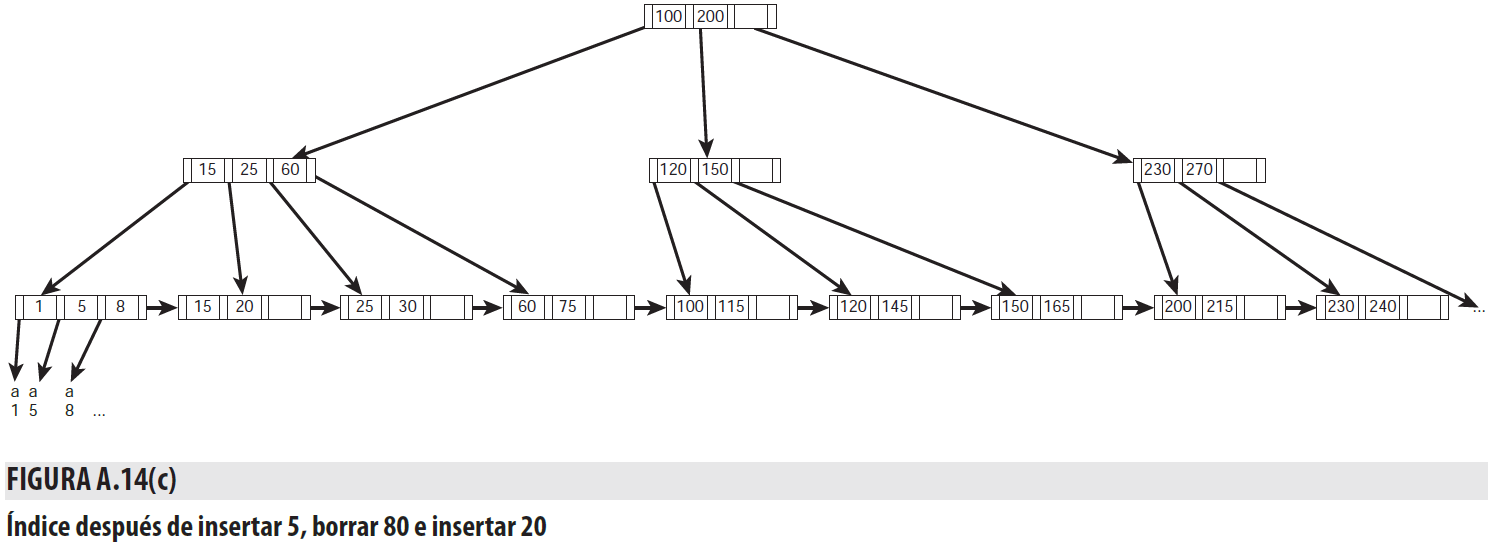 100 200
15 25 60 120 150 230 270
1 5 8 15 20 25 30 60 75 100 115 120 145 150 165 200 215 230 240 ...
a a a
1 5 8 ...
FIGURA A.14(c)
Índice después de insertar 5, borrar 80 e insertar 20